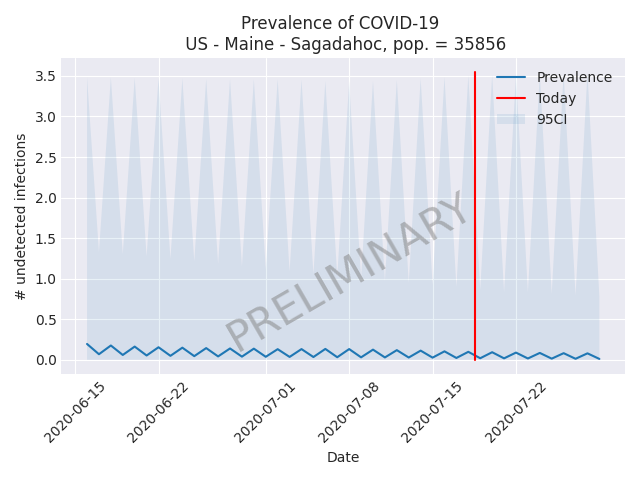 Prevalence of COVID-19
US - Maine - Sagadahoc, pop. = 35856
3.5
3.0
2.5
2.0
1.5
1.0
0.5
0.0
# undetected infections
Prevalence
Today
95CI
PRELIMINARY
2020-06-15
2020-06-22
2020-07-01
2020-07-08
2020-07-15
2020-07-22
Date